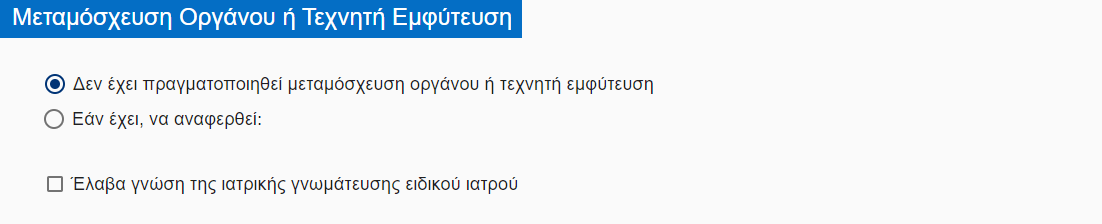 Μεταμόσχευση Οργάνου ή Τεχνητή Εμφύτευση
Δεν έχει πραγματοποιηθεί μεταμόσχευση οργάνου ή τεχνητή εμφύτευση
Εάν έχει, να αναφερθεί:
Έλαβα γνώση της ιατρικής γνωμάτευσης ειδικού ιατρού